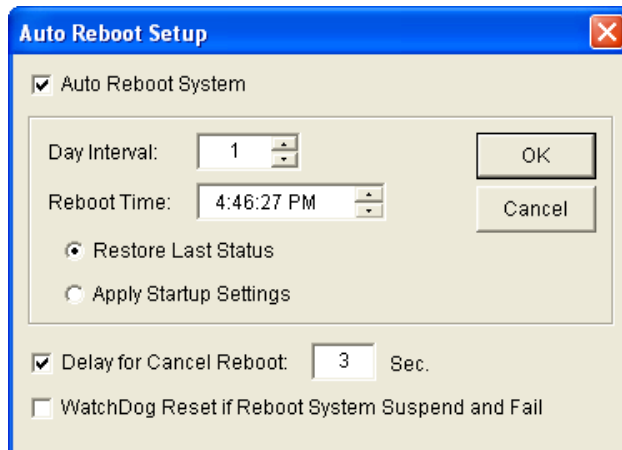 Auto Reboot Setup
Auto Reboot System
Day Interval: 1
OK
Reboot Time: 4:46:27 PM
Cancel
Restore Last Status
Apply Startup Settings
Delay for Cancel Reboot: 3 Sec.
WatchDog Reset if Reboot System Suspend and Fail